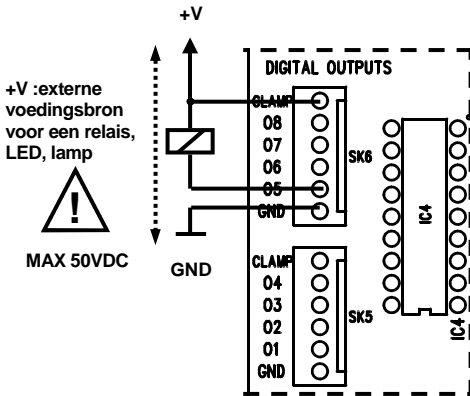 +V
+V :externe
voedingsbron
voor een relais,
LED, lamp
!
MAX 50VDC
GND
DIGITAL OUTPUTS
CLAMP
O8
O7
O6
O5
GND
SK6
CLAMP
O4
O3
O2
O1
GND
SK5
IC4
IC4